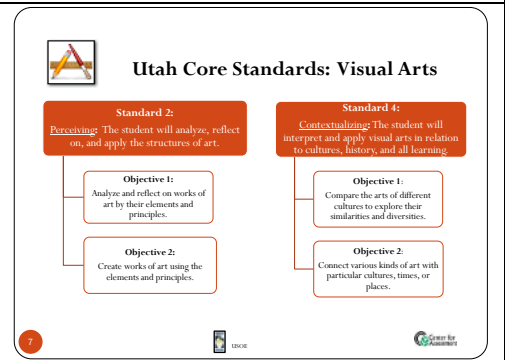 Utah Core Standards: Visual Arts
Standard 2:
Perceiving: The student will analyze, reflect
on, and apply the structures of art.
Objective 1:
Analyze and reflect on works of
art by their elements and
principles.
Objective 2:
Create works of art using the
elements and principles.
Standard 4:
Contextualizing: The student will
interpret and apply visual arts in relation
to cultures, history, and all learning.
Objective 1:
Compare the arts of different
cultures to explore their
similarities and diversities.
Objective 2:
Connect various kinds of art with
particular cultures, times, or
places.
7
USOE
Center for
Assessment